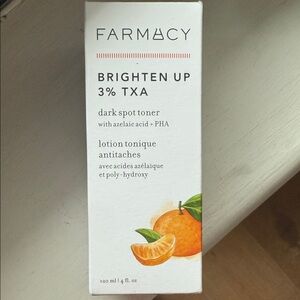 FARMACY
BRIGHTEN UP
3% TXA
dark spot toner
with azelaic acid + PHA
lotion tonique
antitaches
avec acides azélaïque
et poly-hydroxy
120 ml | 4 fl. oz